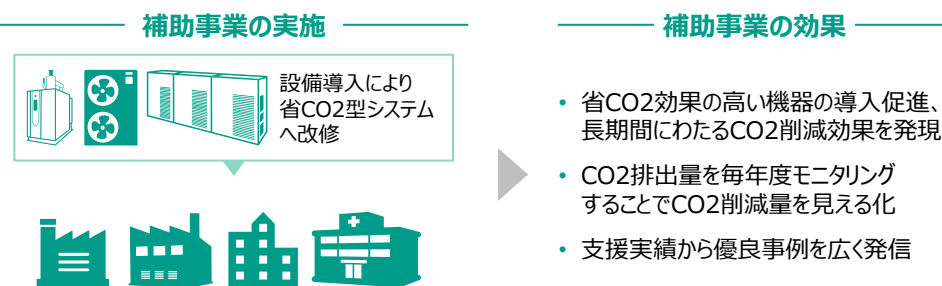 補助事業の実施
設備導入により
省CO2型システム
へ改修
補助事業の効果
• 省CO2効果の高い機器の導入促進、
長期間にわたるCO2削減効果を発現
• CO2排出量を毎年度モニタリング
することでCO2削減量を見える化
• 支援実績から優良事例を広く発信